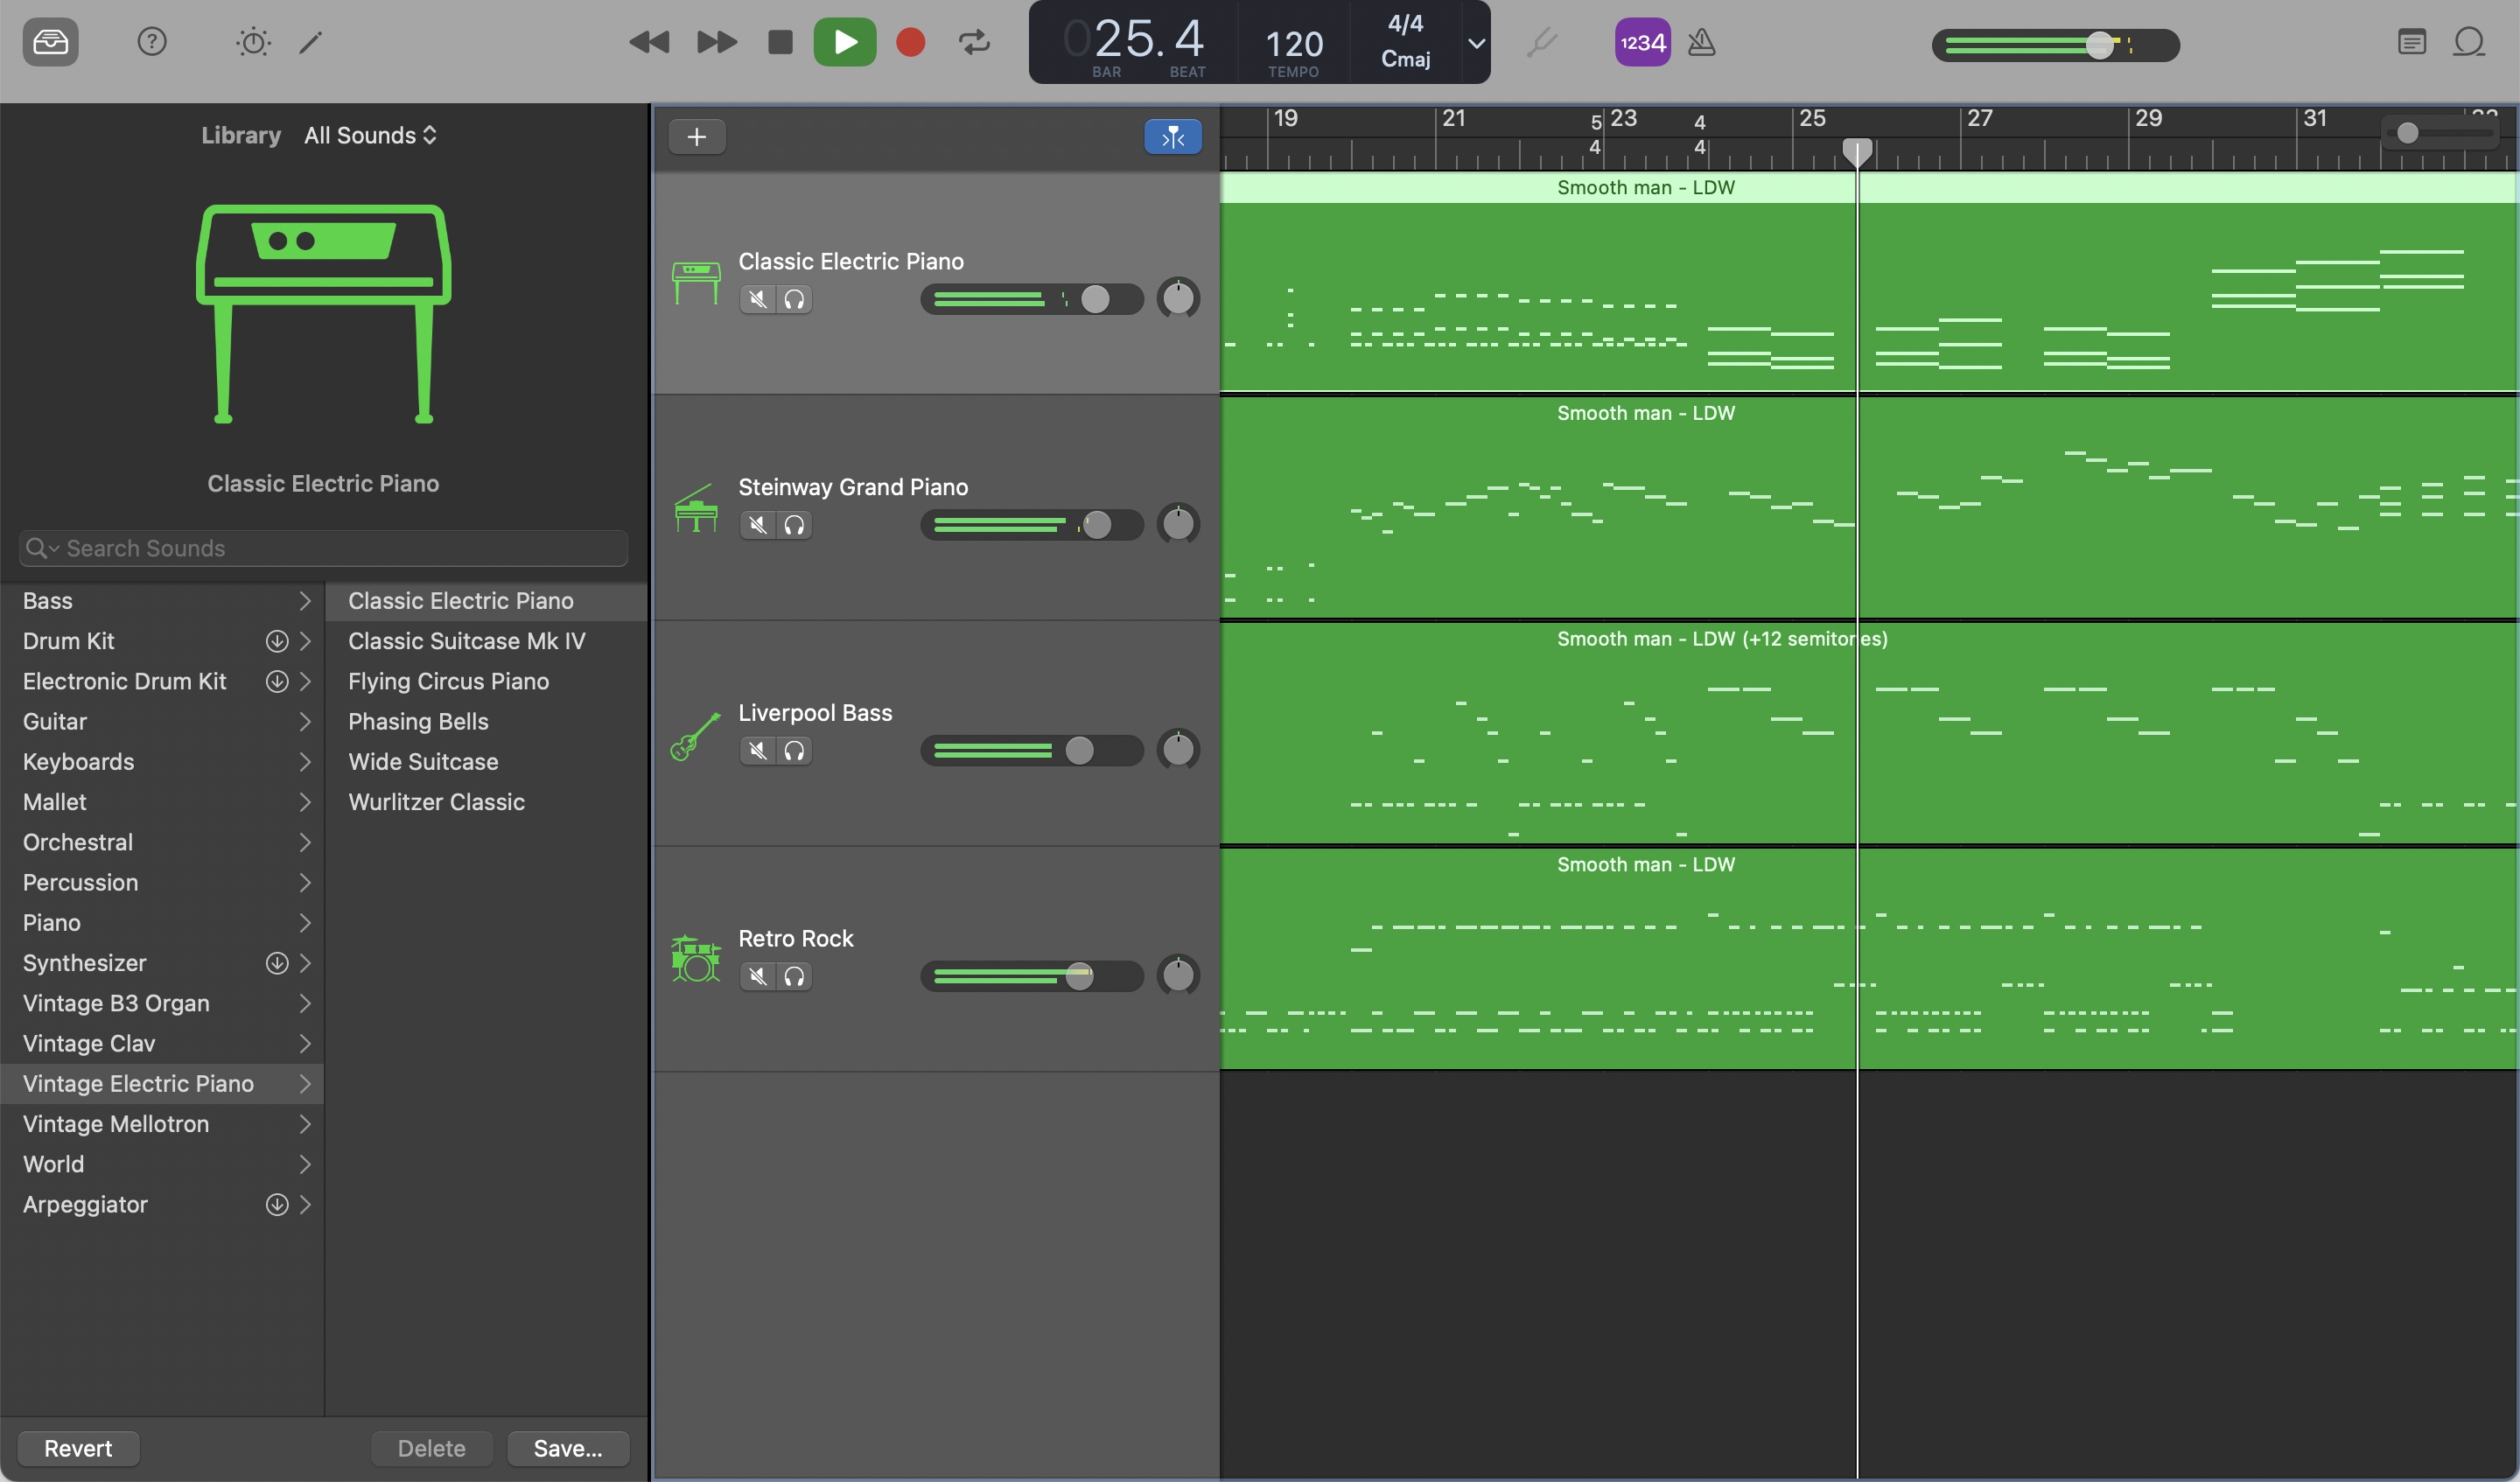 025.4
BAR BEAT
120
TEMPO
4/4
Cmaj
1234
Library All Sounds
Classic Electric Piano
Search Sounds
Bass
Drum Kit
Electronic Drum Kit
Guitar
Keyboards
Mallet
Orchestral
Percussion
Piano
Synthesizer
Vintage B3 Organ
Vintage Clav
Vintage Electric Piano
Vintage Mellotron
World
Arpeggiator
Classic Electric Piano
Classic Suitcase Mk IV
Flying Circus Piano
Phasing Bells
Wide Suitcase
Wurlitzer Classic
Revert Delete Save...
19 21 5 4 23 4 4 25 27 29 31
Classic Electric Piano
Smooth man - LDW
Steinway Grand Piano
Smooth man - LDW
Liverpool Bass
Smooth man - LDW (+12 semitones)
Retro Rock
Smooth man - LDW